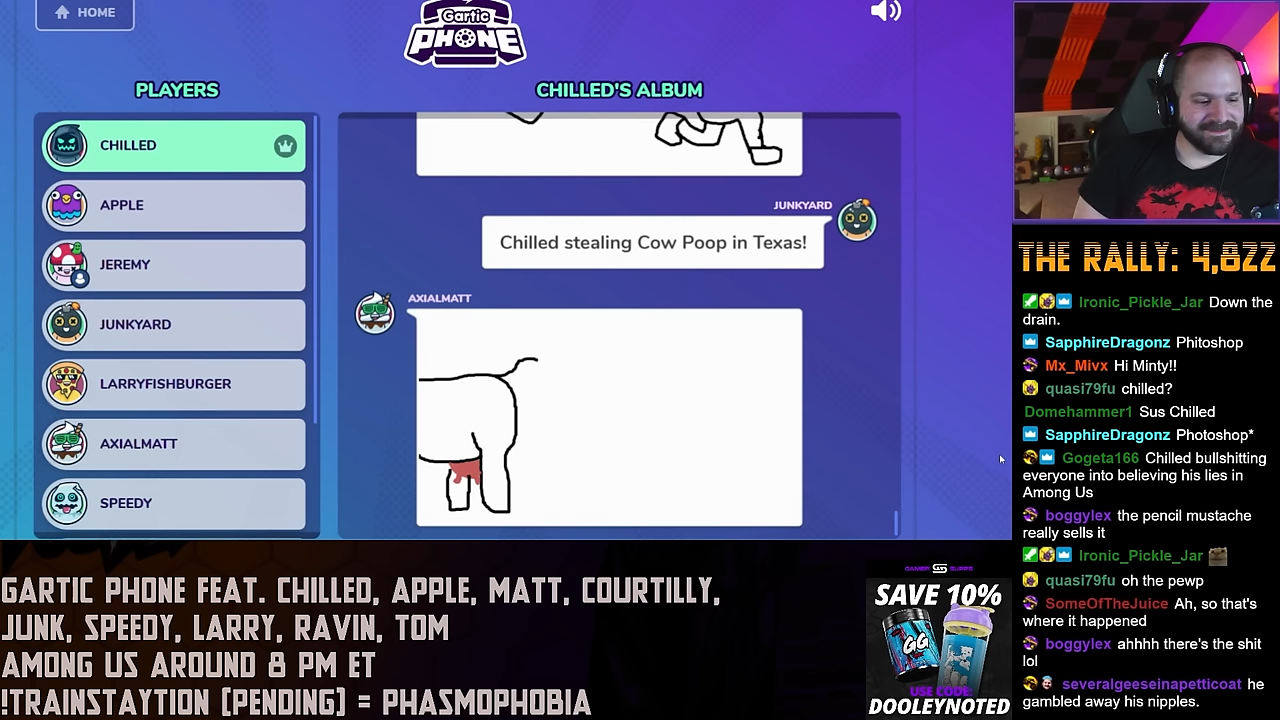 HOME
Gartic
PHONE
PLAYERS
CHILLED'S ALBUM
CHILLED
APPLE
JEREMY
JUNKYARD
LARRYFISHBURGER
AXIALMATT
SPEEDY
JUNKYARD
Chilled stealing Cow Poop in Texas!
AXIALMATT
THE RALLY: 4,822
Ironic_Pickle_Jar Down the
drain.
SapphireDragonz Phitoshop
Mx_Mivx Hi Minty!!
quasi79fu chilled?
Domehammer1 Sus Chilled
SapphireDragonz Photoshop*
Gogeta166 Chilled bullshitting
everyone into believing his lies in
Among Us
boggylex the pencil mustache
really sells it
Ironic_Pickle_Jar
quasi79fu oh the pewp
SomeOfTheJuice Ah, so that's
where it happened
boggylex ahhhh there's the shit
lol
severalgeeseinapetticoat he
gambled away his nipples.
GARTIC PHONE FEAT. CHILLED, APPLE, MATT, COURTILLY,
JUNK, SPEEDY, LARRY, RAVIN, TOM
AMONG US AROUND 8 PM ET
!TRAINSTAYTION (PENDING) = PHASMOPHOBIA
GAMER SUPPS
SAVE 10%
GG
USE CODE:
DOOLEYNOTED